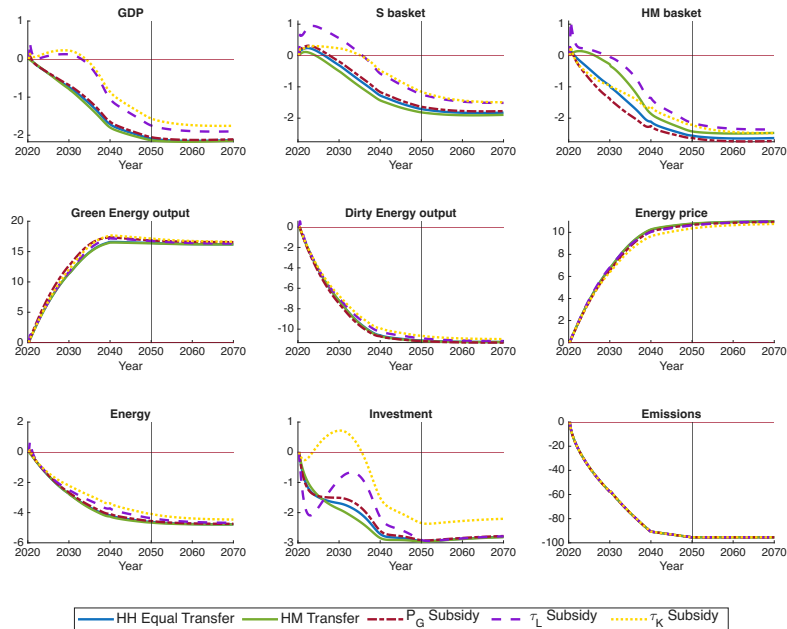 GDP
1
0
-1
-2
2020 2030 2040 2050 2060 2070
Year
S basket
1
0
-1
-2
2020 2030 2040 2050 2060 2070
Year
HM basket
1
0
-1
-2
2020 2030 2040 2050 2060 2070
Year
Green Energy output
20
15
10
5
0
2020 2030 2040 2050 2060 2070
Year
Dirty Energy output
0
-2
-4
-6
-8
-10
2020 2030 2040 2050 2060 2070
Year
Energy price
10
8
6
4
2
0
2020 2030 2040 2050 2060 2070
Year
Energy
2
0
-2
-4
-6
2020 2030 2040 2050 2060 2070
Year
Investment
1
0
-1
-2
-3
2020 2030 2040 2050 2060 2070
Year
Emissions
0
-20
-40
-60
-80
-100
2020 2030 2040 2050 2060 2070
Year
HH Equal Transfer HM Transfer P_G Subsidy τ_L Subsidy τ_K Subsidy